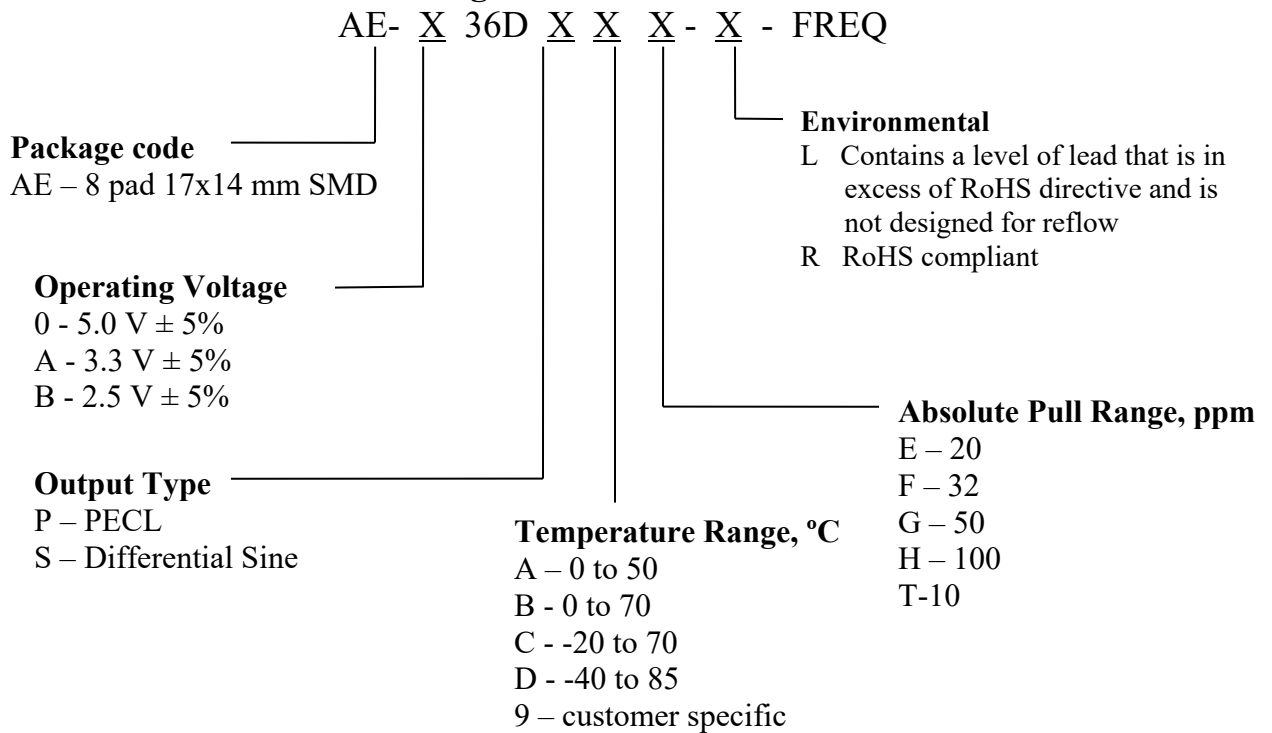 AE- X 36D X X X - X - FREQ
Package code
AE – 8 pad 17x14 mm SMD
Environmental
L Contains a level of lead that is in
excess of RoHS directive and is
not designed for reflow
R RoHS compliant
Operating Voltage
0 - 5.0 V ± 5%
A - 3.3 V ± 5%
B - 2.5 V ± 5%
Output Type
P – PECL
S – Differential Sine
Temperature Range, ºC
A – 0 to 50
B - 0 to 70
C - -20 to 70
D - -40 to 85
9 – customer specific
Absolute Pull Range, ppm
E – 20
F – 32
G – 50
H – 100
T-10